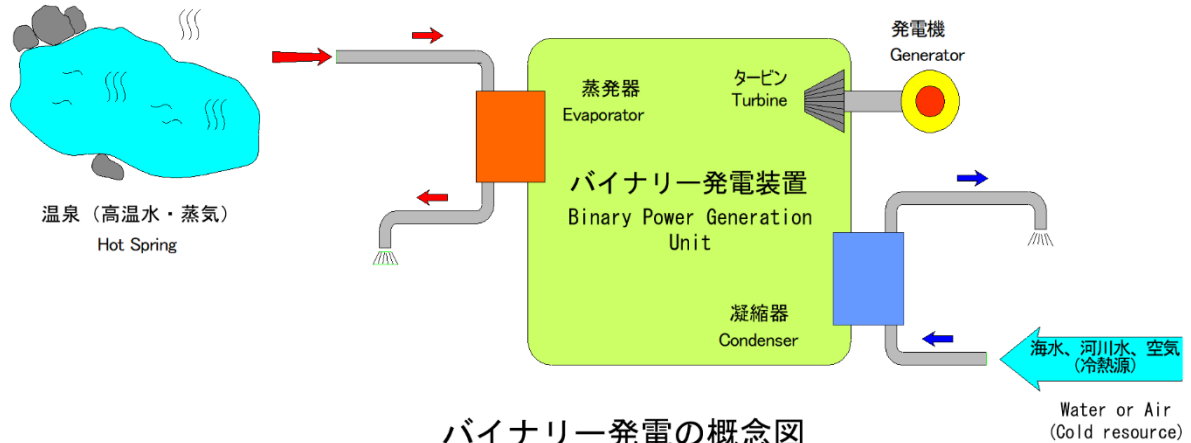 温泉（高温水・蒸気）
Hot Spring
蒸発器
Evaporator
タービン
Turbine
発電機
Generator
バイナリー発電装置
Binary Power Generation
Unit
凝縮器
Condenser
海水、河川水、空気
(冷熱源)
Water or Air
(Cold resource)
バイナリー発電の概念図